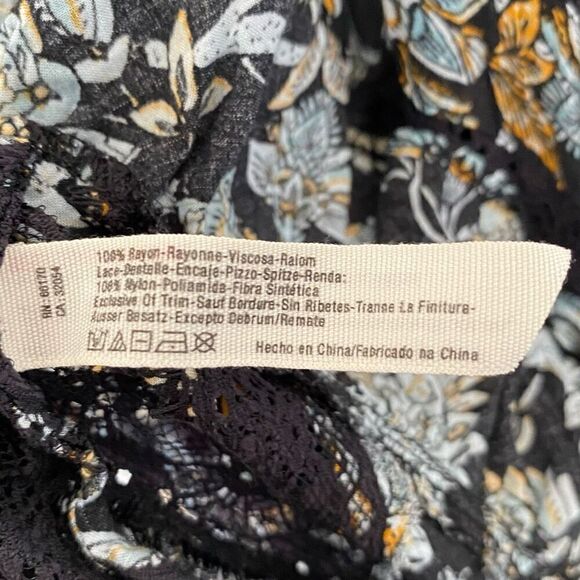 100% Rayon-Rayonne-Viscosa-Raiom
Lace-Dentelle-Encaje-Pizzo-Spitze-Renda:
100% Nylon-Poliamida-Fibra Sintética
Exclusive Of Trim-Sauf Bordure-Sin Ribetes-Tranne La Finiture-
Ausser Besatz-Excepto Debrum/Remate
Hecho en China/Fabricado na China
RN: 66170
CA: 32054